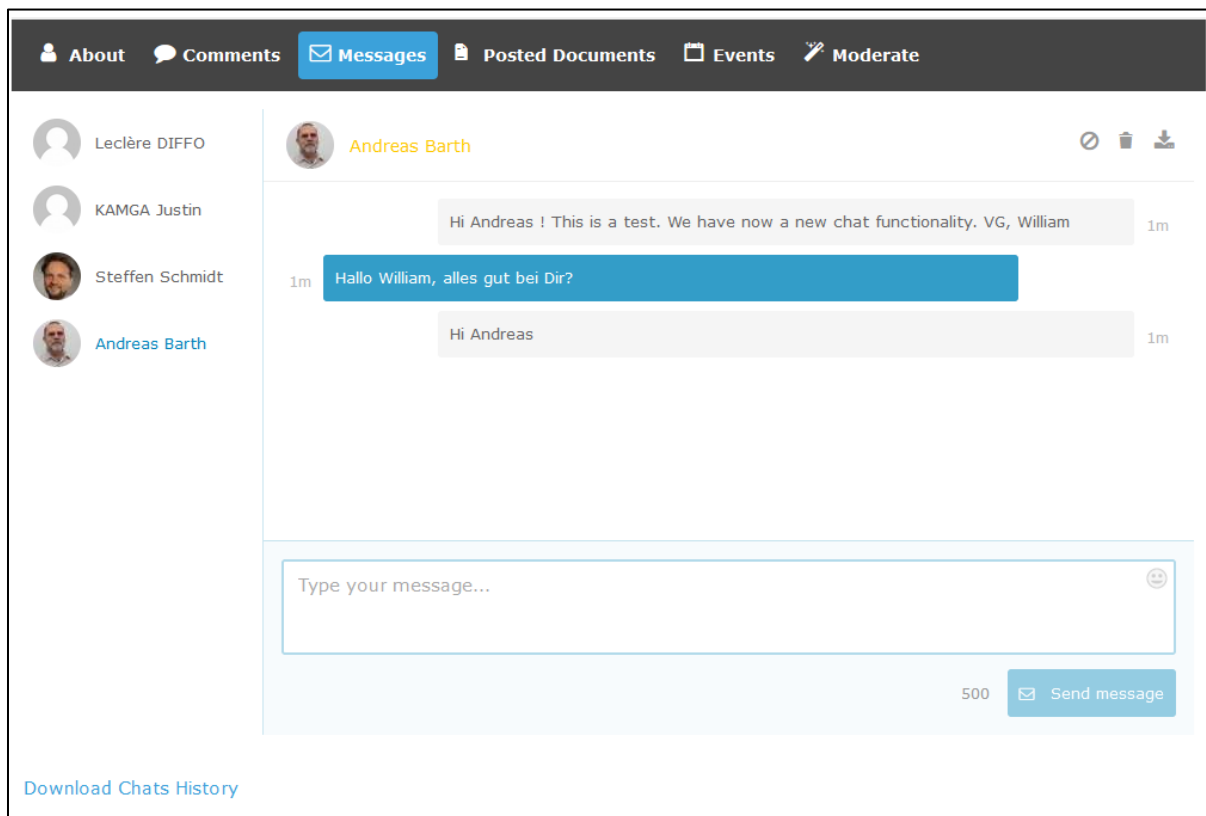 About Comments Messages Posted Documents Events Moderate
Leclère DIFFO
KAMGA Justin
Steffen Schmidt
Andreas Barth
Andreas Barth
Hi Andreas ! This is a test. We have now a new chat functionality. VG, William
1m
1m
Hallo William, alles gut bei Dir?
Hi Andreas
1m
Type your message...
500
Send message
Download Chats History